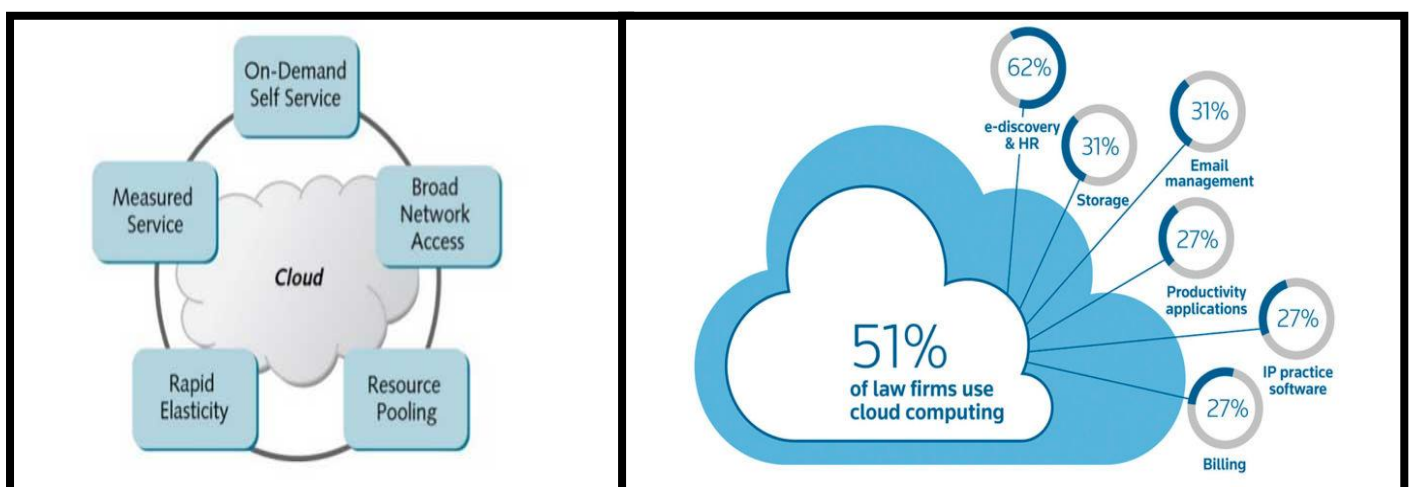 On-Demand
Self Service
Measured
Service
Broad
Network
Access
Cloud
Rapid
Elasticity
Resource
Pooling
62%
e-discovery
& HR
31%
Storage
31%
Email
management
27%
Productivity
applications
27%
IP practice
software
27%
Billing
51%
of law firms use
cloud computing